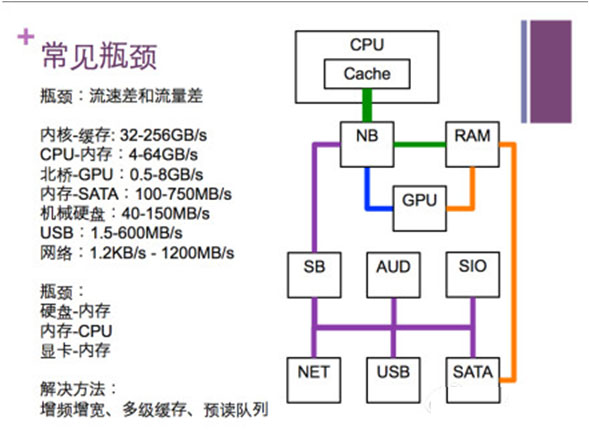 常见瓶颈
瓶颈：流速差和流量差
内核-缓存: 32-256GB/s
CPU-内存：4-64GB/s
北桥-GPU：0.5-8GB/s
内存-SATA：100-750MB/s
机械硬盘：40-150MB/s
USB：1.5-600MB/s
网络：1.2KB/s - 1200MB/s
瓶颈：
硬盘-内存
内存-CPU
显卡-内存
解决方法：
增频增宽、多级缓存、预读队列
CPU
Cache
NB
RAM
GPU
SB
AUD
SIO
NET
USB
SATA